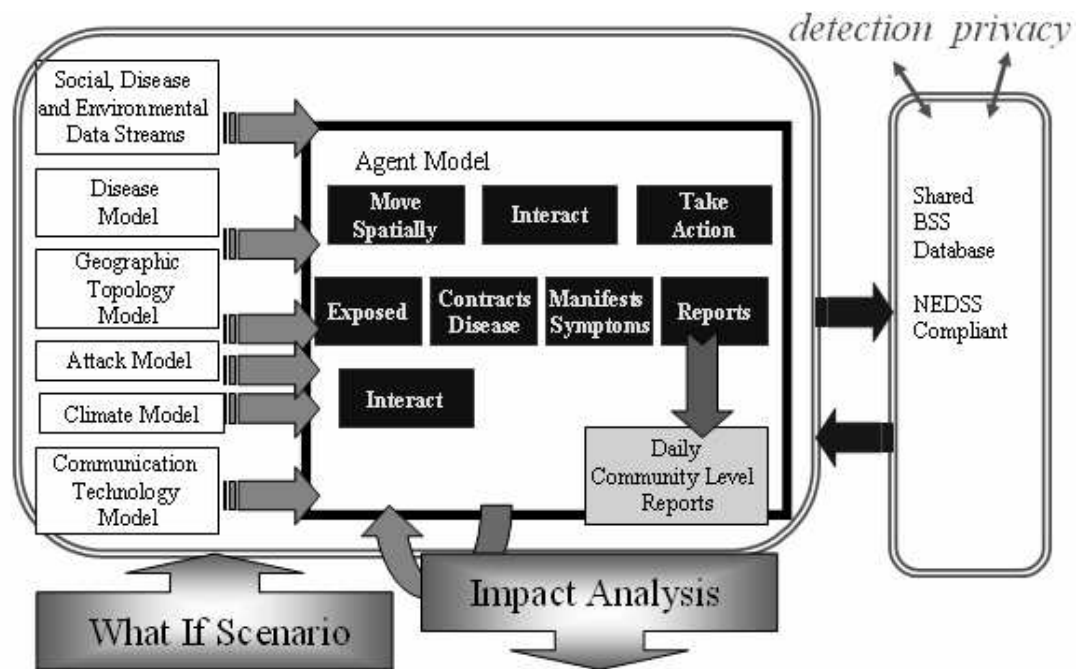 detection privacy
Social, Disease
and Environmental
Data Streams
Disease
Model
Geographic
Topology
Model
Attack Model
Climate Model
Communication
Technology
Model
Agent Model
Move
Spatially
Interact
Take
Action
Exposed
Contracts
Disease
Manifests
Symptoms
Reports
Interact
Daily
Community Level
Reports
Shared
BSS
Database
NEDSS
Compliant
What If Scenario
Impact Analysis